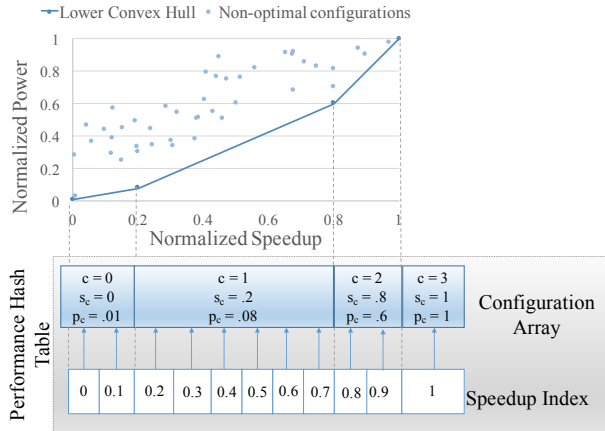 Lower Convex Hull Non-optimal configurations
Normalized Power
1
0.8
0.6
0.4
0.2
0
0 0.2 0.4 0.6 0.8 1
Normalized Speedup
Performance Hash
Table
c = 0
s_c = 0
p_c = .01
c = 1
s_c = .2
p_c = .08
c = 2
s_c = .8
p_c = .6
c = 3
s_c = 1
p_c = 1
Configuration
Array
0 0.1 0.2 0.3 0.4 0.5 0.6 0.7 0.8 0.9 1
Speedup Index